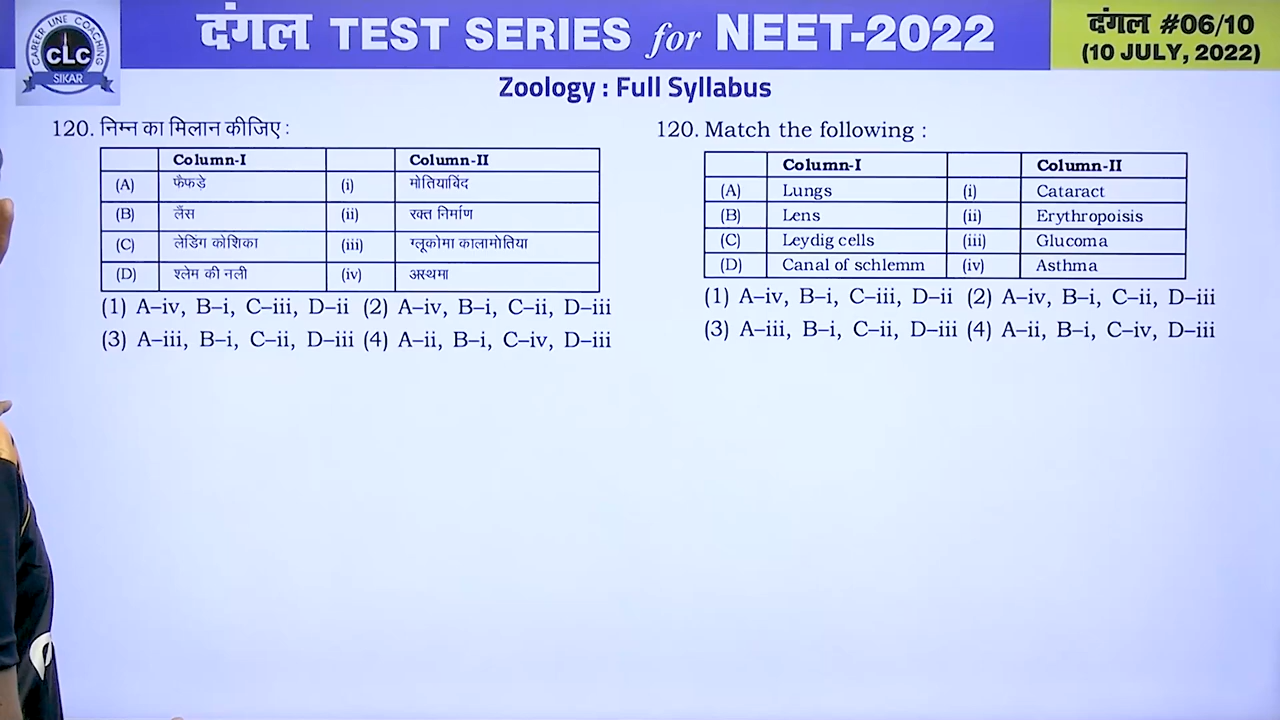 CAREER LINE COACHING
CLC
SIKAR
दंगल TEST SERIES for NEET-2022
दंगल #06/10
(10 JULY, 2022)
Zoology : Full Syllabus
120. निम्न का मिलान कीजिए :
Column-I Column-II
(A) फैफड़े (i) मोतियाबिंद
(B) लैंस (ii) रक्त निर्माण
(C) लेडिंग कोशिका (iii) ग्लूकोमा कालामोतिया
(D) श्लेम की नली (iv) अस्थमा
(1) A–iv, B–i, C–iii, D–ii (2) A–iv, B–i, C–ii, D–iii
(3) A–iii, B–i, C–ii, D–iii (4) A–ii, B–i, C–iv, D–iii
120. Match the following :
Column-I Column-II
(A) Lungs (i) Cataract
(B) Lens (ii) Erythropoisis
(C) Leydig cells (iii) Glucoma
(D) Canal of schlemm (iv) Asthma
(1) A–iv, B–i, C–iii, D–ii (2) A–iv, B–i, C–ii, D–iii
(3) A–iii, B–i, C–ii, D–iii (4) A–ii, B–i, C–iv, D–iii